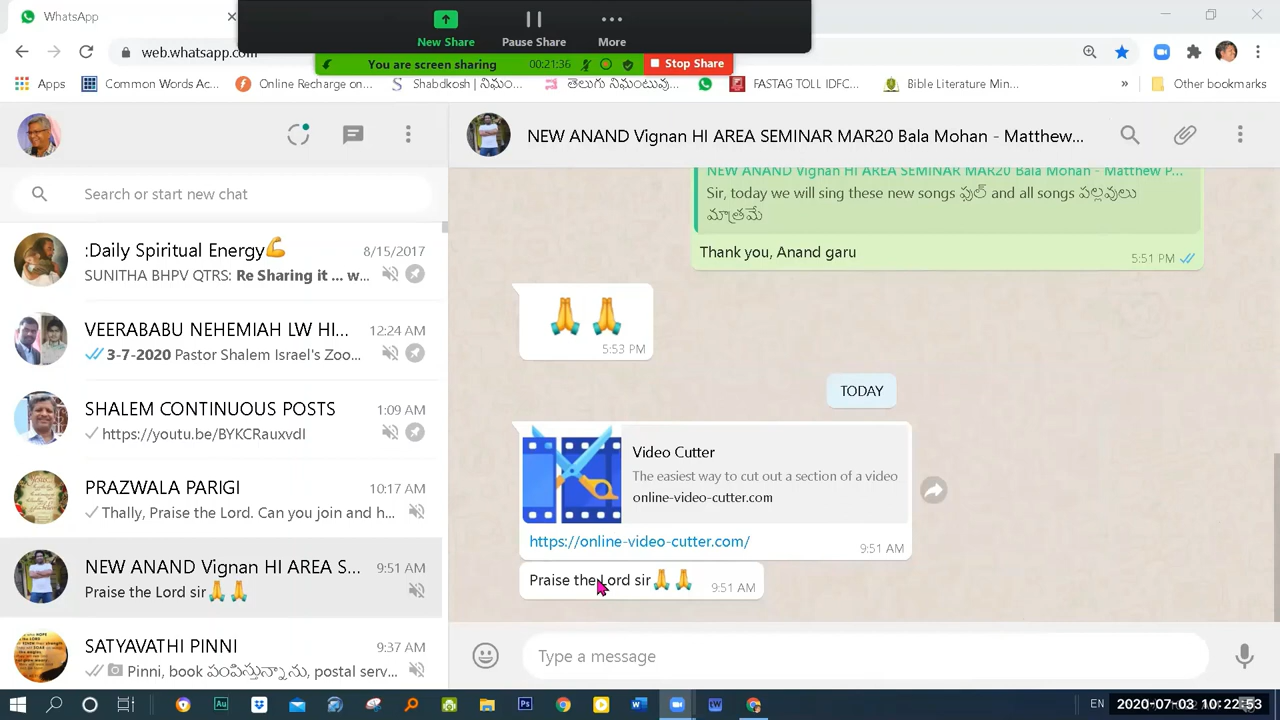 WhatsApp
New Share
Pause Share
More
You are screen sharing
00:21:36
Stop Share
web.whatsapp.com
Apps
Common Words Ac...
Online Recharge on...
Shabdkosh | నిఘం...
తెలుగు నిఘంటువు...
FASTAG TOLL IDFC...
Bible Literature Min...
»
Other bookmarks
NEW ANAND Vignan HI AREA SEMINAR MAR20 Bala Mohan - Matthew...
Search or start new chat
:Daily Spiritual Energy💪
8/15/2017
SUNITHA BHPV QTRS: Re Sharing it ... w...
VEERABABU NEHEMIAH LW HI...
12:24 AM
3-7-2020 Pastor Shalem Israel's Zoo...
SHALEM CONTINUOUS POSTS
1:09 AM
https://youtu.be/BYKCRauxvdI
PRAZWALA PARIGI
10:17 AM
Thally, Praise the Lord. Can you join and h...
NEW ANAND Vignan HI AREA S...
9:51 AM
Praise the Lord sir🙏🙏
SATYAVATHI PINNI
9:37 AM
Pinni, book పంపిస్తున్నాను, postal serv...
NEW ANAND Vignan HI AREA SEMINAR MAR20 Bala Mohan - Matthew P...
Sir, today we will sing these new songs ఫుల్ and all songs పల్లవులు
మాత్రమే
Thank you, Anand garu
5:51 PM
🙏 🙏
5:53 PM
TODAY
Video Cutter
The easiest way to cut out a section of a video
online-video-cutter.com
https://online-video-cutter.com/
9:51 AM
Praise the Lord sir🙏🙏
9:51 AM
Type a message
EN
2020-07-03 10:22:53